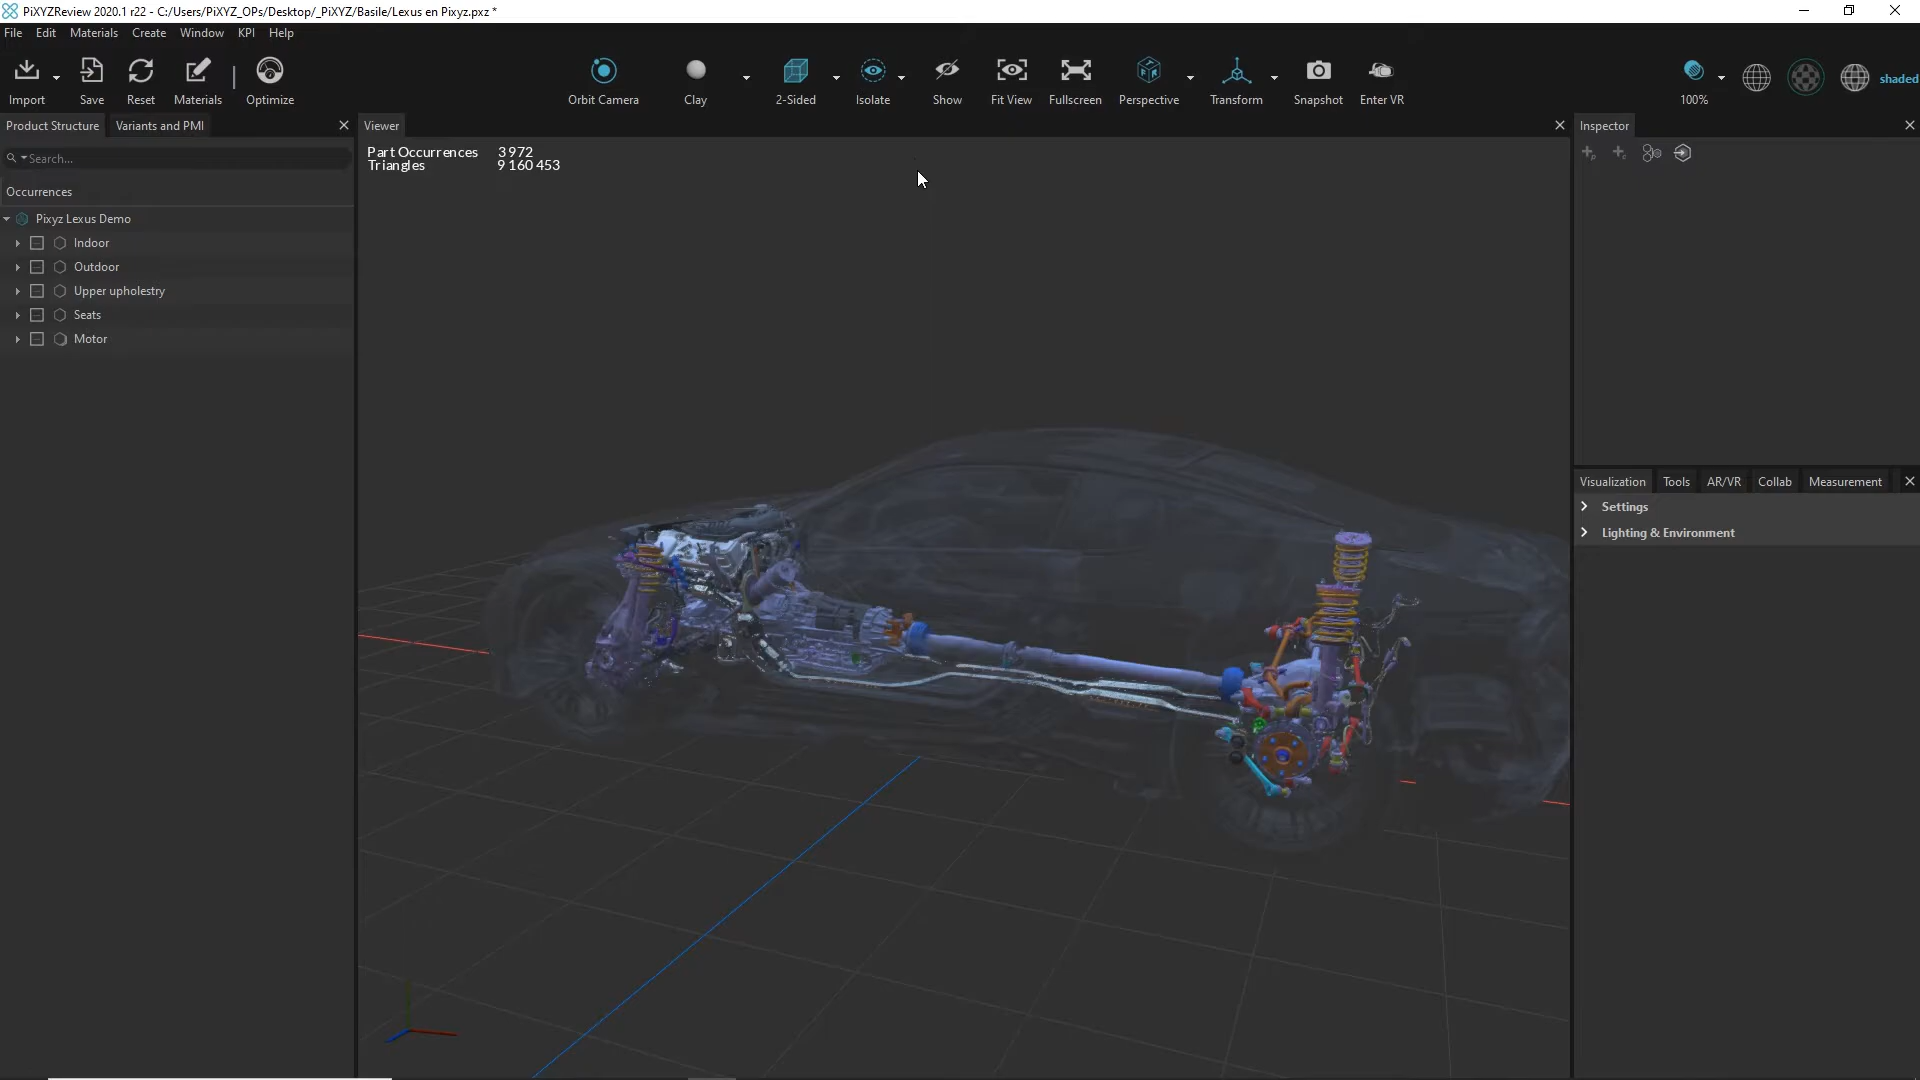 PiXYZReview 2020.1 r22 - C:/Users/PiXYZ_OPs/Desktop/_PiXYZ/Basile/Lexus en Pixyz.pxz *
File Edit Materials Create Window KPI Help
Import Save Reset Materials Optimize Orbit Camera Clay 2-Sided Isolate Show Fit View Fullscreen Perspective Transform Snapshot Enter VR 100% shaded
Product Structure Variants and PMI Viewer Inspector
Search...
Part Occurrences 3 972
Triangles 9 160 453
Occurrences
Pixyz Lexus Demo
Indoor
Outdoor
Upper upholestry
Seats
Motor
Visualization Tools AR/VR Collab Measurement
Settings
Lighting & Environment